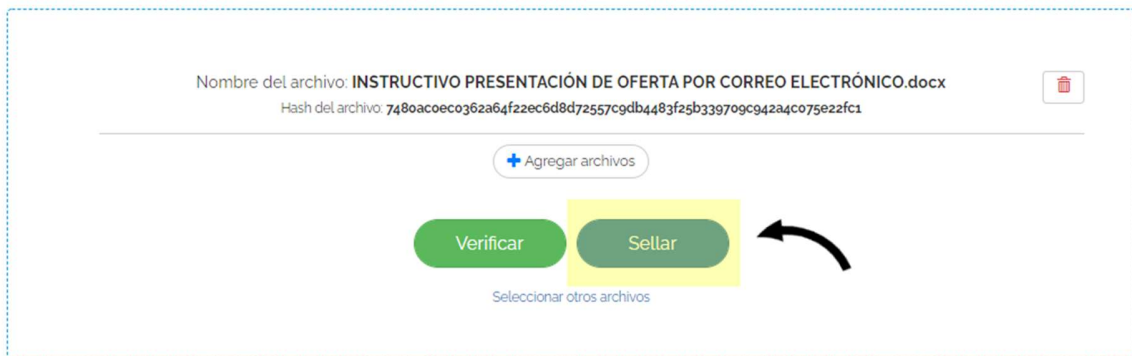 Nombre del archivo: INSTRUCTIVO PRESENTACIÓN DE OFERTA POR CORREO ELECTRÓNICO.docx
Hash del archivo: 7480ac0ec0362a64f22ec6d8d72557c9db4483f25b339709c942a4c075e22fc1
Agregar archivos
Verificar
Sellar
Seleccionar otros archivos